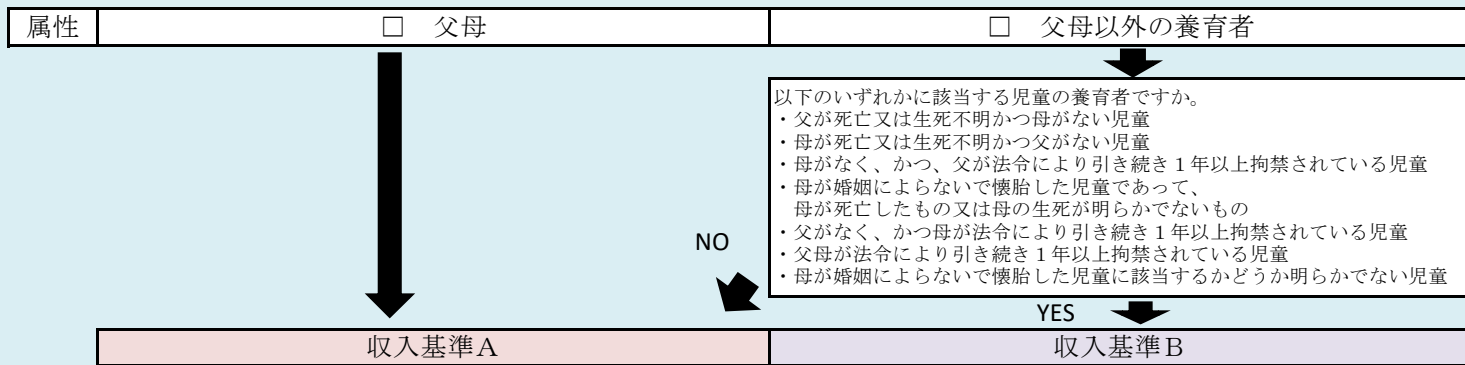 属性 □ 父母 □ 父母以外の養育者
以下のいずれかに該当する児童の養育者ですか。
・父が死亡又は生死不明かつ母がない児童
・母が死亡又は生死不明かつ父がない児童
・母がなく、かつ、父が法令により引き続き１年以上拘禁されている児童
・母が婚姻によらないで懐胎した児童であって、
母が死亡したもの又は母の生死が明らかでないもの
・父がなく、かつ母が法令により引き続き１年以上拘禁されている児童
・父母が法令により引き続き１年以上拘禁されている児童
・母が婚姻によらないで懐胎した児童に該当するかどうか明らかでない児童
NO
YES
収入基準Ａ 収入基準Ｂ